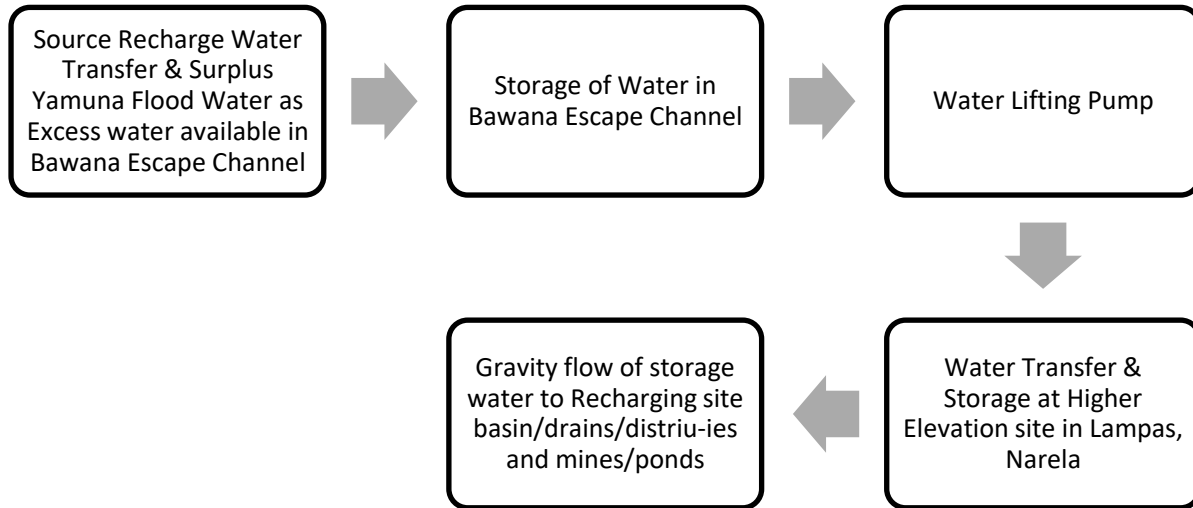 Source Recharge Water
Transfer & Surplus
Yamuna Flood Water as
Excess water available in
Bawana Escape Channel
Storage of Water in
Bawana Escape Channel
Water Lifting Pump
Water Transfer &
Storage at Higher
Elevation site in Lampas,
Narela
Gravity flow of storage
water to Recharging site
basin/drains/distriu-ies
and mines/ponds